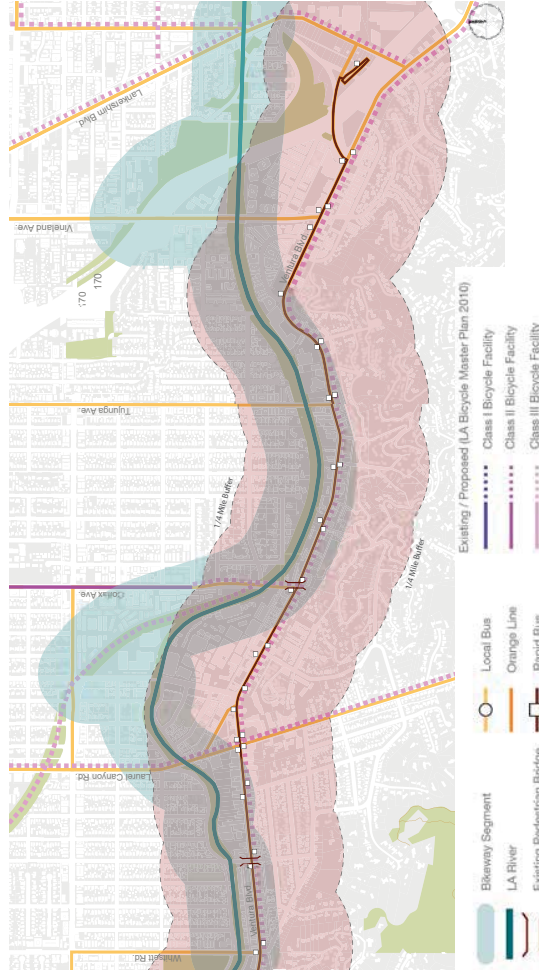 Lankershim Blvd.
Vineland Ave.
170
170
Ventura Blvd.
Tujunga Ave.
1/4 Mile Buffer
1/4 Mile Buffer
Colfax Ave.
Laurel Canyon Rd.
Ventura Blvd.
Whitsett Rd.
Bikeway Segment
LA River
Existing Pedestrian Bridge
Local Bus
Orange Line
Rapid Bus
Existing / Proposed (LA Bicycle Master Plan 2010)
Class I Bicycle Facility
Class II Bicycle Facility
Class III Bicycle Facility